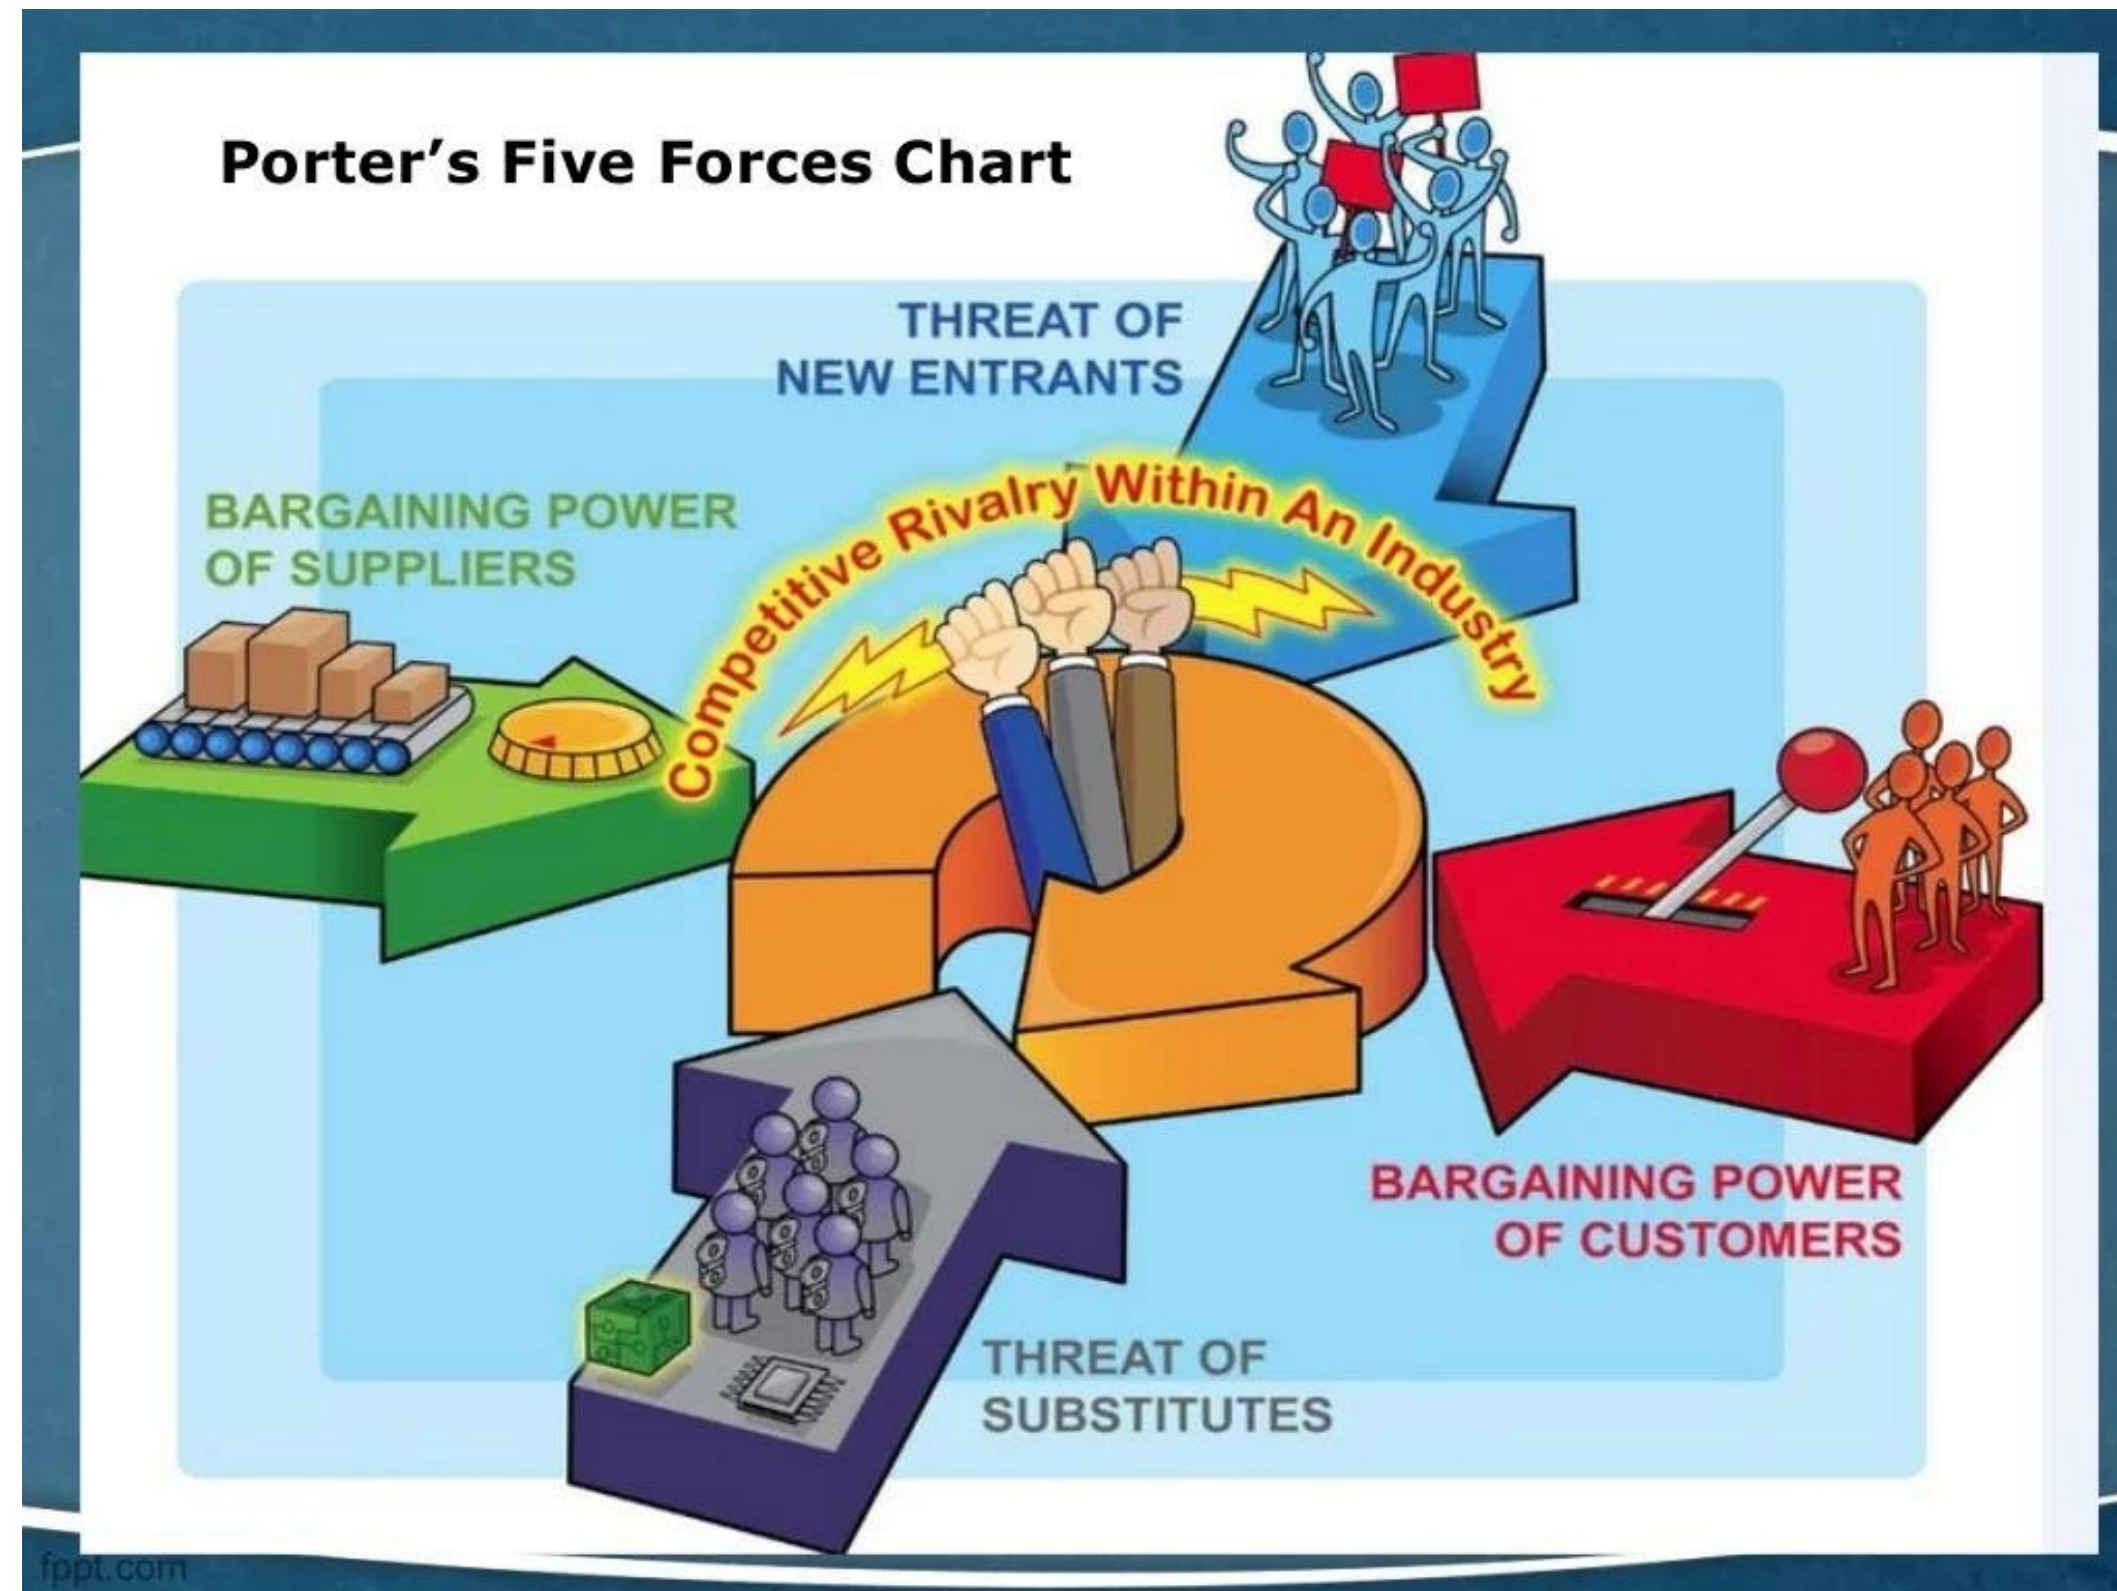 Porter’s Five Forces Chart
THREAT OF
NEW ENTRANTS
BARGAINING POWER
OF SUPPLIERS
Competitive Rivalry Within An Industry
BARGAINING POWER
OF CUSTOMERS
THREAT OF
SUBSTITUTES
fppt.com